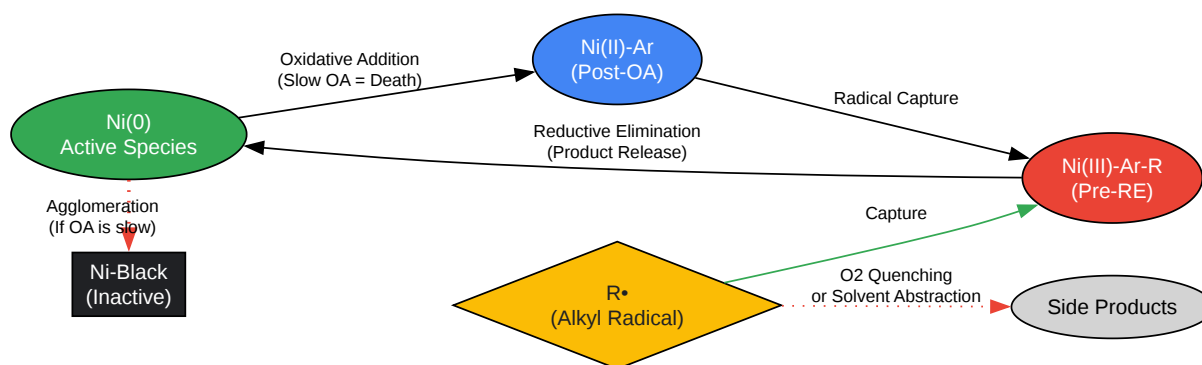 Ni(II)-Ar
(Post-OA)
Oxidative Addition
(Slow OA = Death)
Radical Capture
Ni(0)
Active Species
Reductive Elimination
(Product Release)
Ni(III)-Ar-R
(Pre-RE)
Agglomeration
(If OA is slow)
Capture
Ni-Black
(Inactive)
R•
(Alkyl Radical)
O2 Quenching
or Solvent Abstraction
Side Products